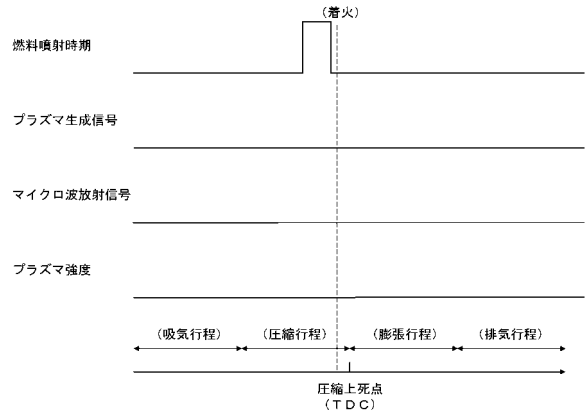 （着火）
燃料噴射時期
プラズマ生成信号
マイクロ波放射信号
プラズマ強度
（吸気行程）　（圧縮行程）　（膨張行程）　（排気行程）
圧縮上死点
（ＴＤＣ）